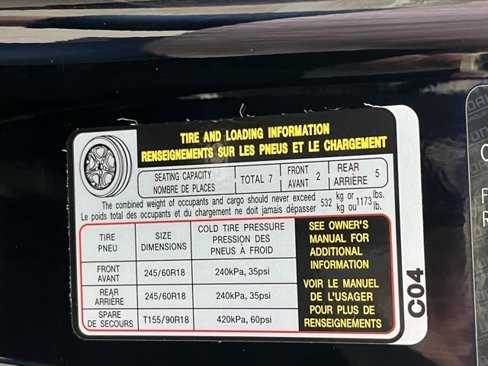 TIRE AND LOADING INFORMATION
RENSEIGNEMENTS SUR LES PNEUS ET LE CHARGEMENT
SEATING CAPACITY
NOMBRE DE PLACES
TOTAL 7
FRONT
AVANT 2
REAR
ARRIÈRE 5
The combined weight of occupants and cargo should never exceed 532 kg or 1173 lbs.
Le poids total des occupants et du chargement ne doit jamais dépasser kg ou lb.
TIRE
PNEU
SIZE
DIMENSIONS
COLD TIRE PRESSURE
PRESSION DES
PNEUS À FROID
FRONT
AVANT
245/60R18
240kPa, 35psi
REAR
ARRIÈRE
245/60R18
240kPa, 35psi
SPARE
DE SECOURS
T155/90R18
420kPa, 60psi
SEE OWNER'S
MANUAL FOR
ADDITIONAL
INFORMATION
VOIR LE MANUEL
DE L'USAGER
POUR PLUS DE
RENSEIGNEMENTS
C04